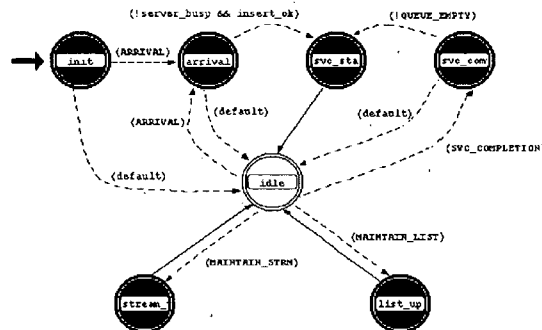 (!server_busy && insert_ok)
(!QUEUE_EMPTY)
(ARRIVAL)
init
arrival
svc_sta
svc_com
(ARRIVAL)
(default)
(default)
(default)
(SVC_COMPLETION)
idle
(MAINTAIN_LIST)
(MAINTAIN_STRM)
stream_
list_up